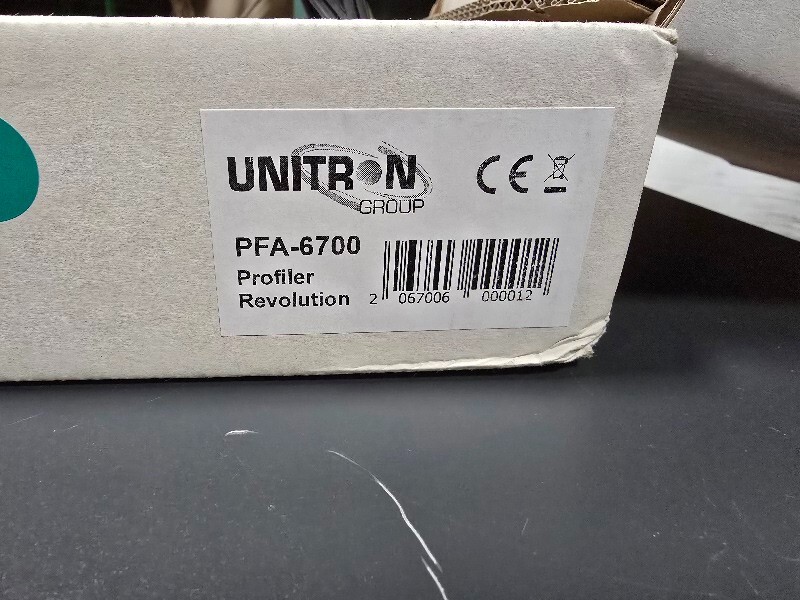 UNITRON
GROUP
CE
PFA-6700
Profiler
Revolution
2 067006 000012